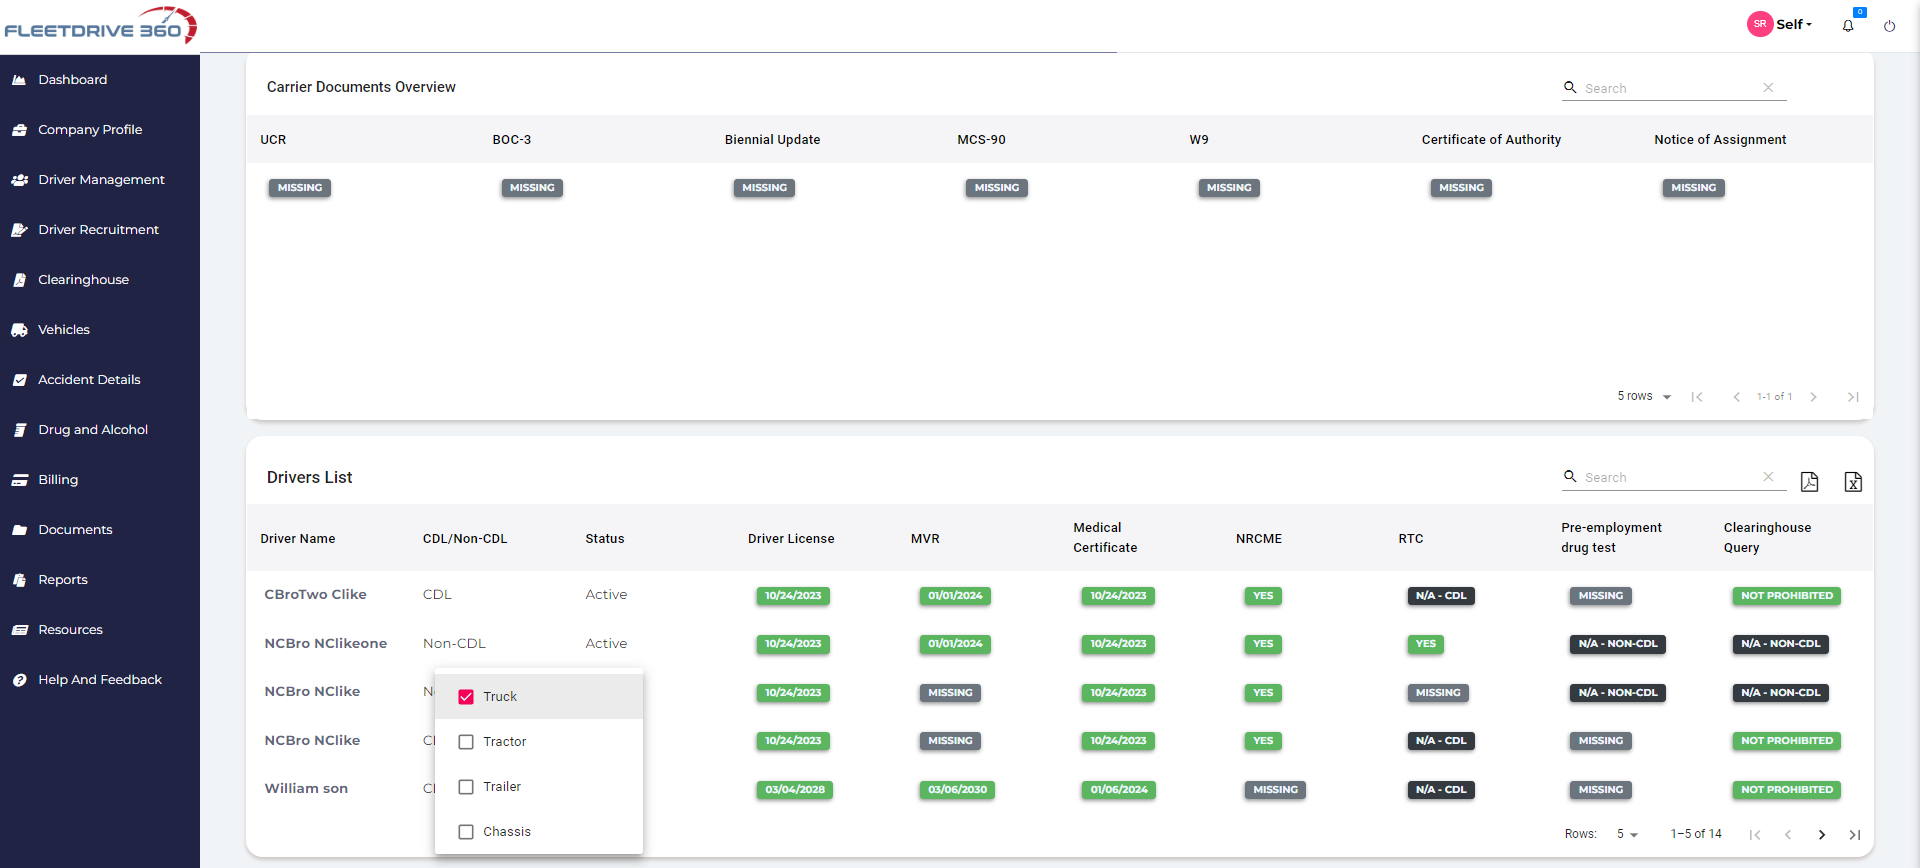 FLEETDRIVE 360
SR Self
0
Dashboard
Company Profile
Driver Management
Driver Recruitment
Clearinghouse
Vehicles
Accident Details
Drug and Alcohol
Billing
Documents
Reports
Resources
Help And Feedback
Carrier Documents Overview
Search
UCR BOC-3 Biennial Update MCS-90 W9 Certificate of Authority Notice of Assignment
MISSING MISSING MISSING MISSING MISSING MISSING MISSING
5 rows 1-1 of 1
Drivers List
Search
Driver Name CDL/Non-CDL Status Driver License MVR Medical Certificate NRCME RTC Pre-employment drug test Clearinghouse Query
CBroTwo Clike CDL Active 10/24/2023 01/01/2024 10/24/2023 YES N/A - CDL MISSING NOT PROHIBITED
NCBro NClikeone Non-CDL Active 10/24/2023 01/01/2024 10/24/2023 YES YES N/A - NON-CDL N/A - NON-CDL
NCBro NClike 10/24/2023 MISSING 10/24/2023 YES MISSING N/A - NON-CDL N/A - NON-CDL
NCBro NClike 10/24/2023 MISSING 10/24/2023 YES N/A - CDL MISSING NOT PROHIBITED
William son 03/04/2028 03/06/2030 01/06/2024 MISSING N/A - CDL MISSING NOT PROHIBITED
Truck
Tractor
Trailer
Chassis
Rows: 5 1-5 of 14